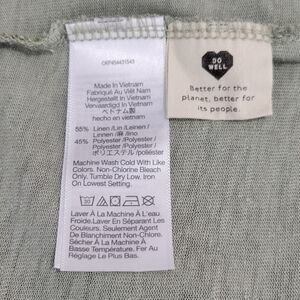 CKP454431543
Made In Vietnam
Fabriqué Au Viet Nam
Hergestellt In Vietnam
Vervaardigd In Vietnam
ベトナム製
hecho en vietnam
55% Linen /Lin /Leinen /
Linnen /麻 /lino
45% Polyester /Polyester /
Polyester /Polyester /
ポリエステル /poliéster
Machine Wash Cold With Like
Colors. Non-Chlorine Bleach
Only. Tumble Dry Low, Iron On
Lowest Setting.
Laver À La Machine À L'eau
Froide.Laver En Séparant Les
Couleurs. Seulement Agent
De Blanchiment Non-Chlore.
Sécher À La Machine À
Basse Température. Fer Au
Réglage Le Plus Bas.
DO
WELL
Better for the
planet, better for
its people.